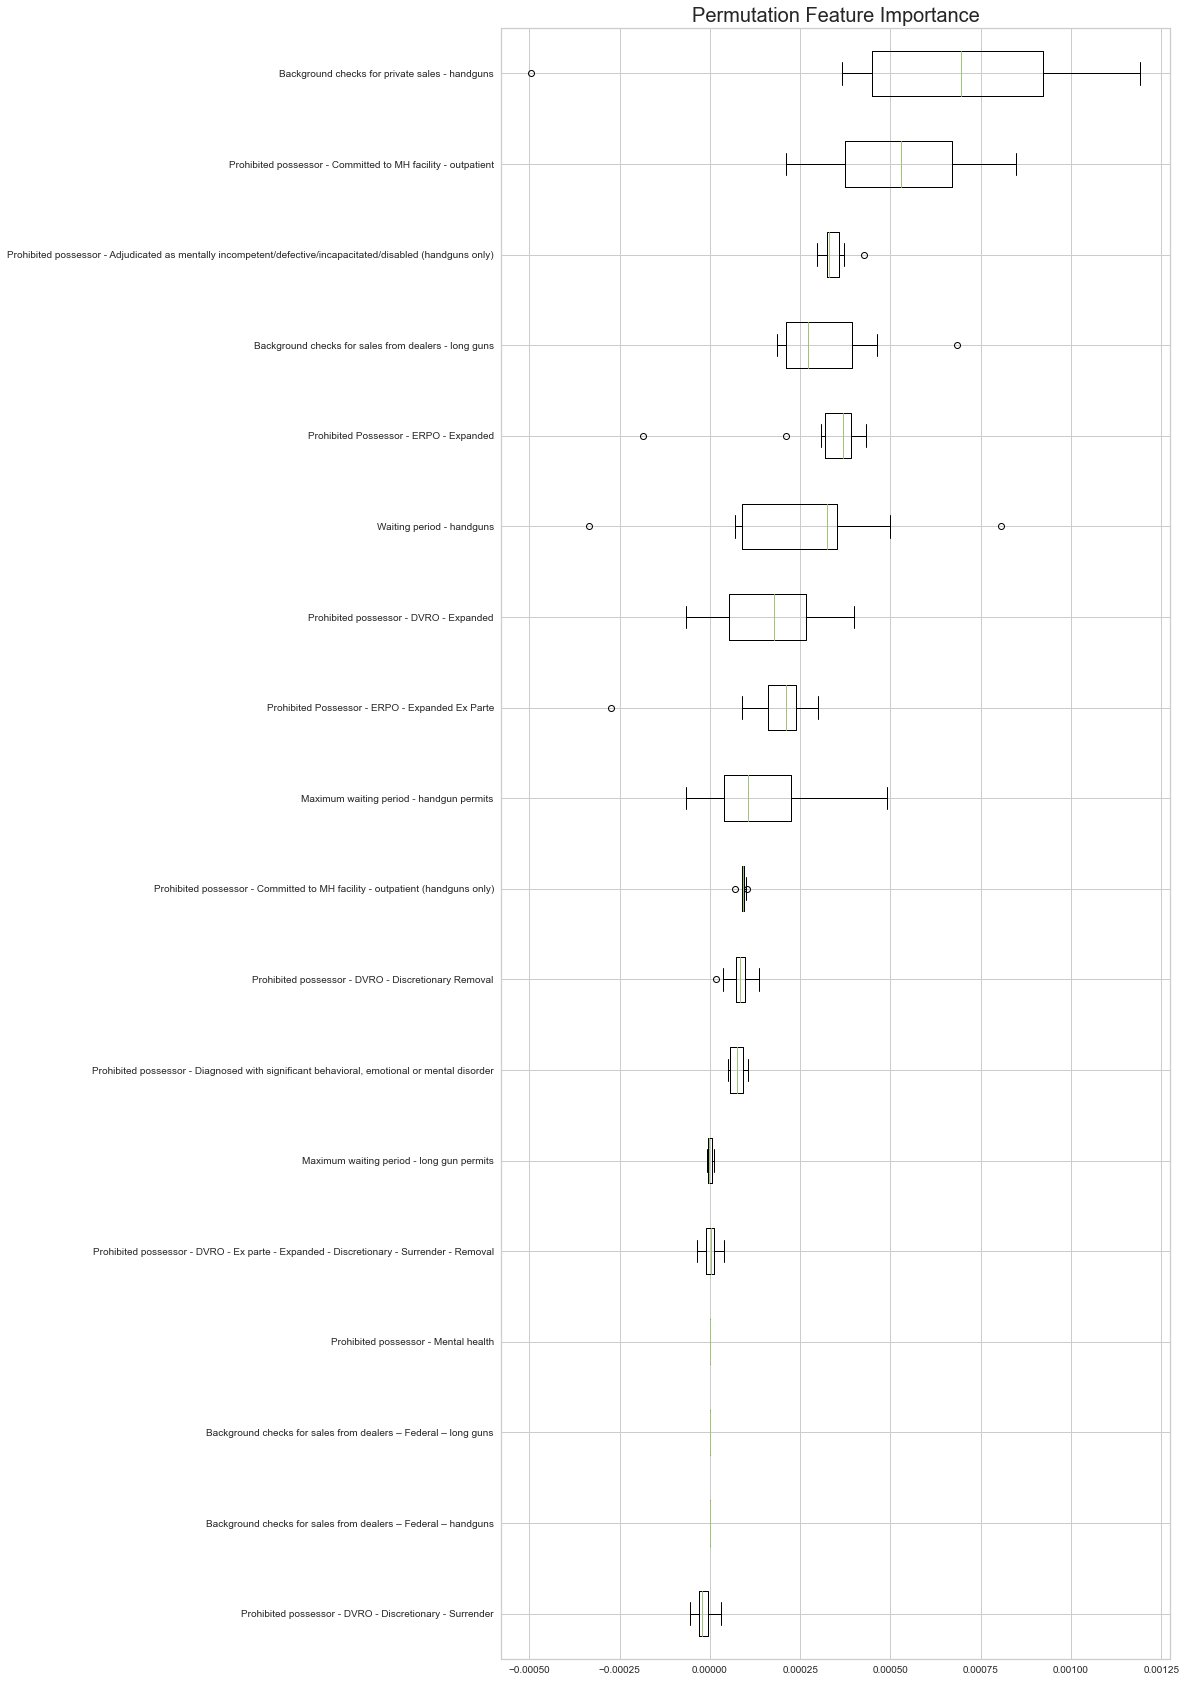 Permutation Feature Importance
Background checks for private sales - handguns
Prohibited possessor - Committed to MH facility - outpatient
Prohibited possessor - Adjudicated as mentally incompetent/defective/incapacitated/disabled (handguns only)
Background checks for sales from dealers - long guns
Prohibited Possessor - ERPO - Expanded
Waiting period - handguns
Prohibited possessor - DVRO - Expanded
Prohibited Possessor - ERPO - Expanded Ex Parte
Maximum waiting period - handgun permits
Prohibited possessor - Committed to MH facility - outpatient (handguns only)
Prohibited possessor - DVRO - Discretionary Removal
Prohibited possessor - Diagnosed with significant behavioral, emotional or mental disorder
Maximum waiting period - long gun permits
Prohibited possessor - DVRO - Ex parte - Expanded - Discretionary - Surrender - Removal
Prohibited possessor - Mental health
Background checks for sales from dealers – Federal – long guns
Background checks for sales from dealers – Federal – handguns
Prohibited possessor - DVRO - Discretionary - Surrender
−0.00050 −0.00025 0.00000 0.00025 0.00050 0.00075 0.00100 0.00125